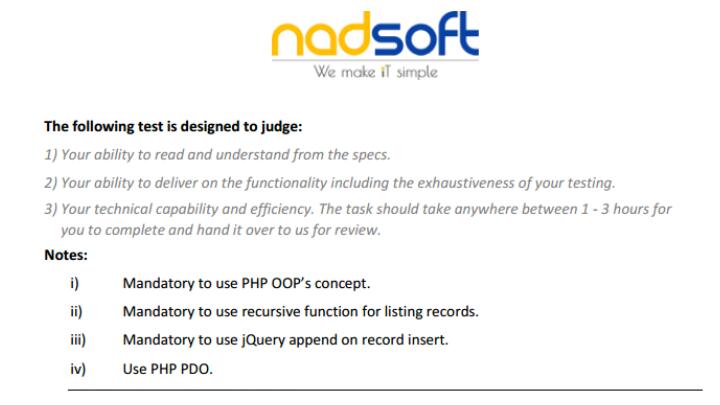 nadsoft
We make iT simple
The following test is designed to judge:
1) Your ability to read and understand from the specs.
2) Your ability to deliver on the functionality including the exhaustiveness of your testing.
3) Your technical capability and efficiency. The task should take anywhere between 1 - 3 hours for
you to complete and hand it over to us for review.
Notes:
i) Mandatory to use PHP OOP's concept.
ii) Mandatory to use recursive function for listing records.
iii) Mandatory to use jQuery append on record insert.
iv) Use PHP PDO.